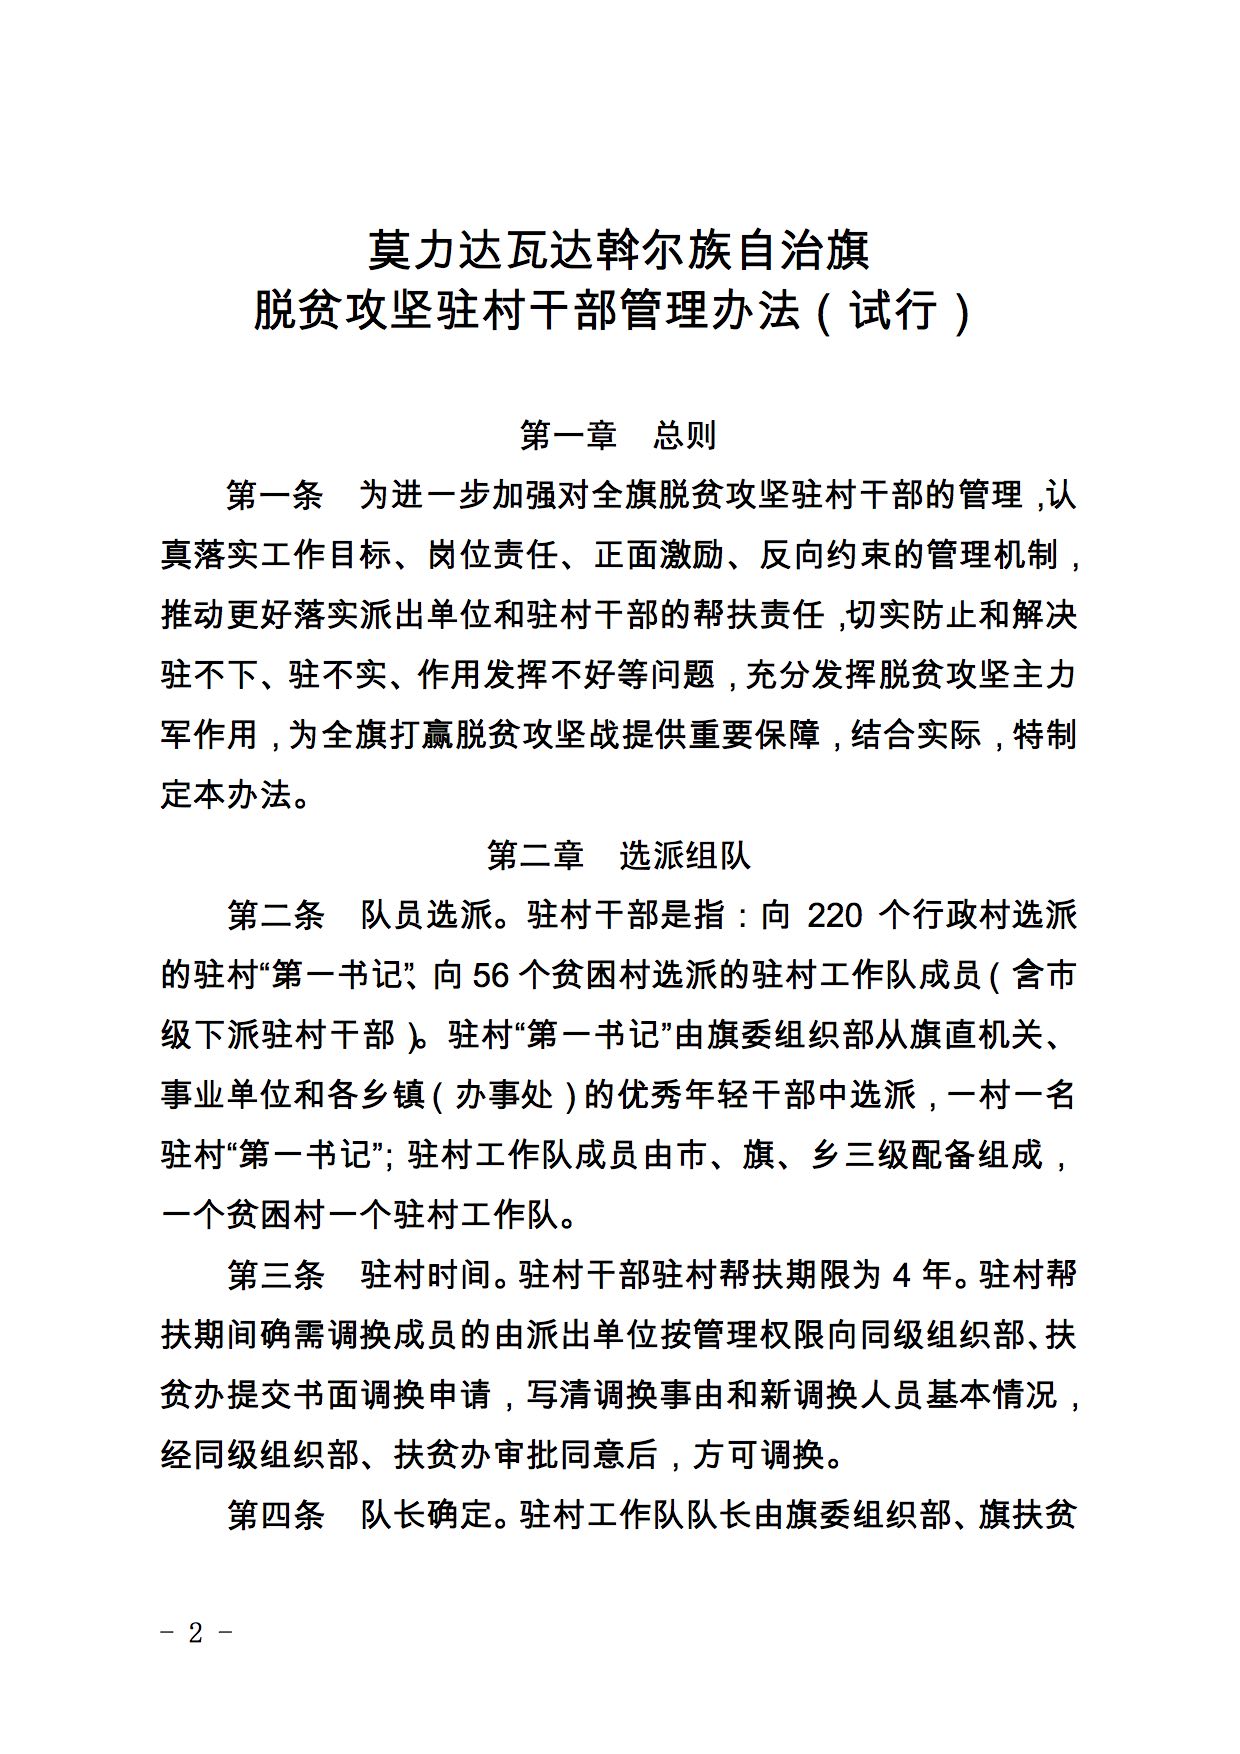 莫力达瓦达斡尔族自治旗
脱贫攻坚驻村干部管理办法（试行）
第一章　总则
第一条　为进一步加强对全旗脱贫攻坚驻村干部的管理，认
真落实工作目标、岗位责任、正面激励、反向约束的管理机制，
推动更好落实派出单位和驻村干部的帮扶责任，切实防止和解决
驻不下、驻不实、作用发挥不好等问题，充分发挥脱贫攻坚主力
军作用，为全旗打赢脱贫攻坚战提供重要保障，结合实际，特制
定本办法。
第二章　选派组队
第二条　队员选派。驻村干部是指：向 220 个行政村选派
的驻村“第一书记”、向 56 个贫困村选派的驻村工作队成员（含市
级下派驻村干部）。驻村“第一书记”由旗委组织部从旗直机关、
事业单位和各乡镇（办事处）的优秀年轻干部中选派，一村一名
驻村“第一书记”；驻村工作队成员由市、旗、乡三级配备组成，
一个贫困村一个驻村工作队。
第三条　驻村时间。驻村干部驻村帮扶期限为 4 年。驻村帮
扶期间确需调换成员的由派出单位按管理权限向同级组织部、扶
贫办提交书面调换申请，写清调换事由和新调换人员基本情况，
经同级组织部、扶贫办审批同意后，方可调换。
第四条　队长确定。驻村工作队队长由旗委组织部、旗扶贫
- 2 -